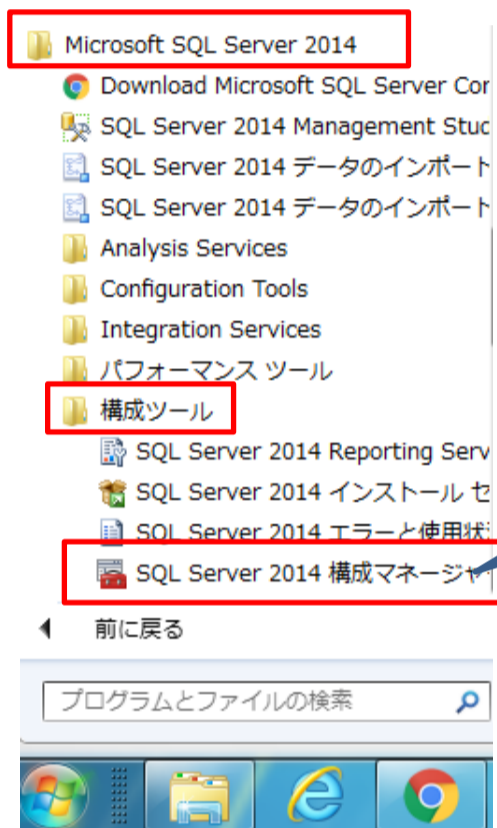 Microsoft SQL Server 2014
Download Microsoft SQL Server Cor
SQL Server 2014 Management Stuc
SQL Server 2014 データのインポート
SQL Server 2014 データのインポート
Analysis Services
Configuration Tools
Integration Services
パフォーマンス ツール
構成ツール
SQL Server 2014 Reporting Serv
SQL Server 2014 インストール セ
SQL Server 2014 エラーと使用状
SQL Server 2014 構成マネージャ
前に戻る
プログラムとファイルの検索